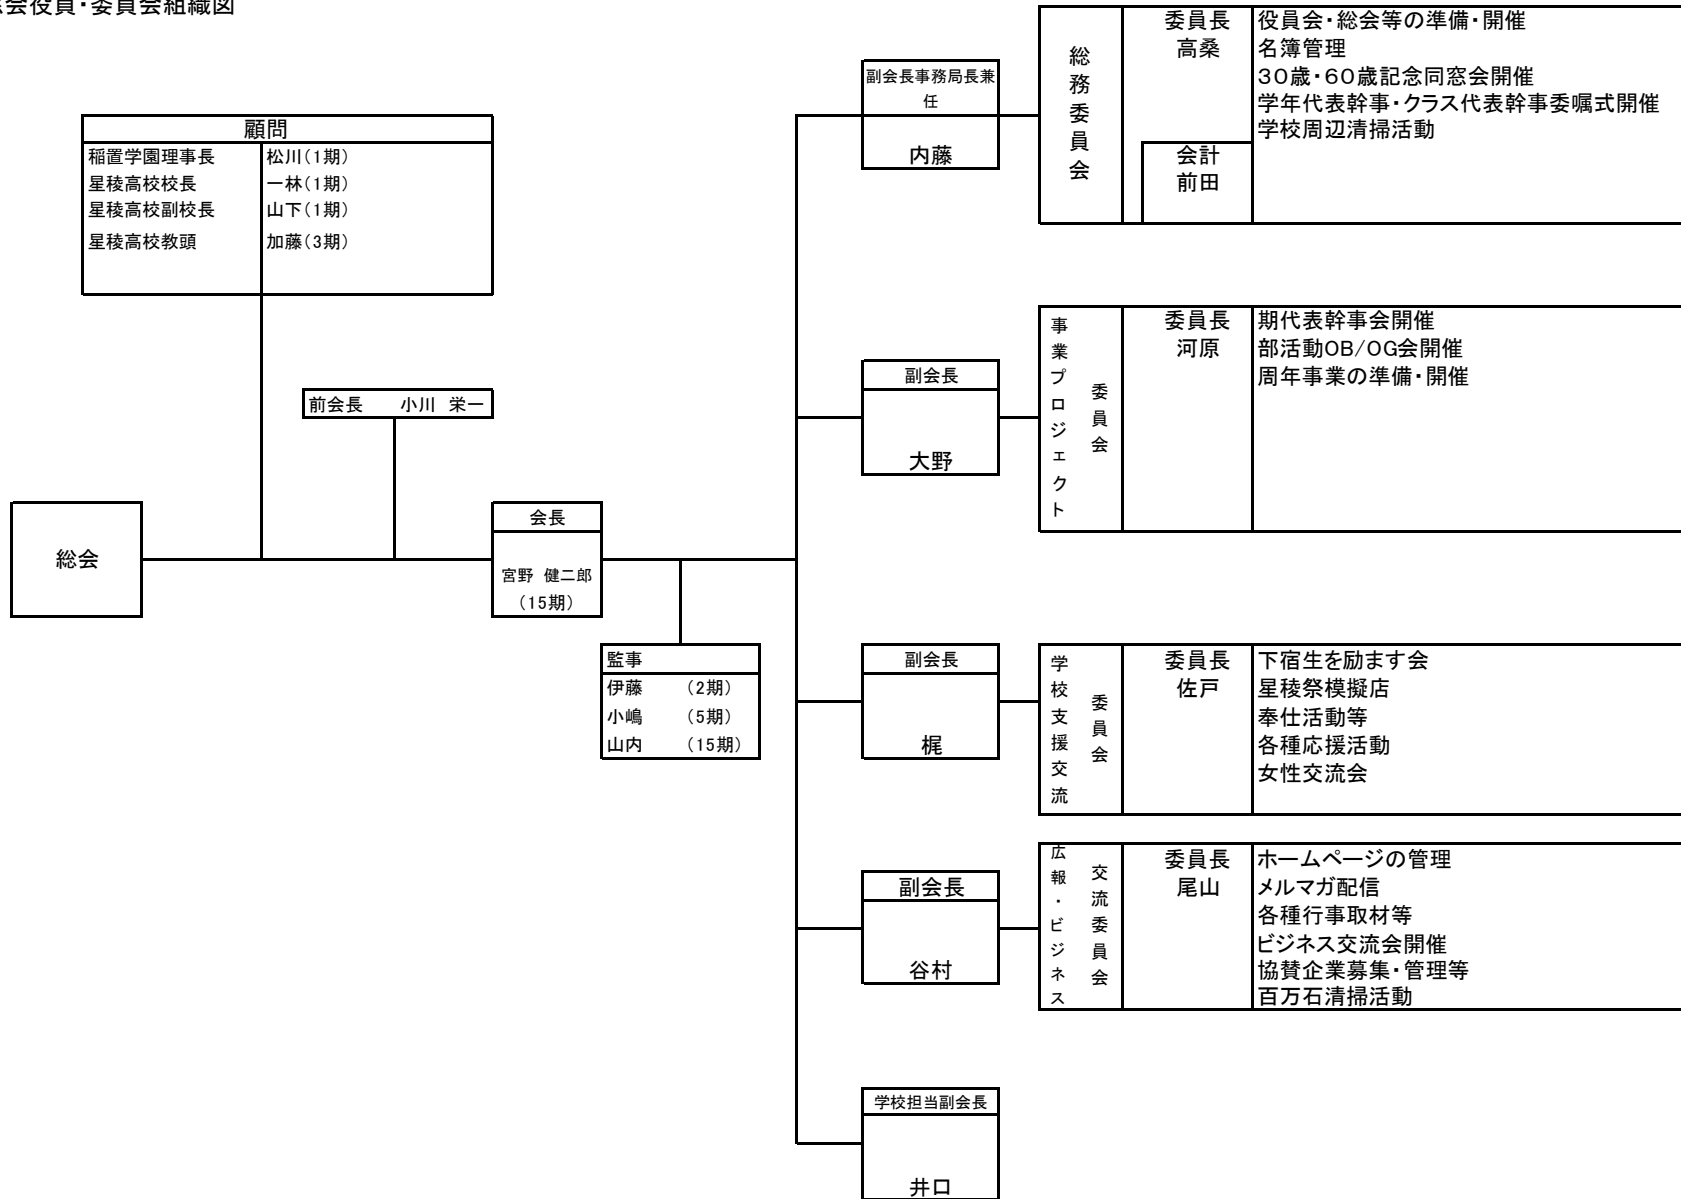 会役員・委員会組織図
顧問
稲置学園理事長 松川(1期)
星稜高校校長 一林(1期)
星稜高校副校長 山下(1期)
星稜高校教頭 加藤(3期)
前会長 小川 栄一
総会
会長
宮野 健二郎
(15期)
監事
伊藤 (2期)
小嶋 (5期)
山内 (15期)
副会長事務局長兼
任
内藤
総務委員会
委員長
高桑
会計
前田
役員会・総会等の準備・開催
名簿管理
30歳・60歳記念同窓会開催
学年代表幹事・クラス代表幹事委嘱式開催
学校周辺清掃活動
副会長
大野
事業プロジェクト
委員会
委員長
河原
期代表幹事会開催
部活動OB/OG会開催
周年事業の準備・開催
副会長
梶
学校支援交流
委員会
委員長
佐戸
下宿生を励ます会
星稜祭模擬店
奉仕活動等
各種応援活動
女性交流会
副会長
谷村
広報・ビジネス
交流委員会
委員長
尾山
ホームページの管理
メルマガ配信
各種行事取材等
ビジネス交流会開催
協賛企業募集・管理等
百万石清掃活動
学校担当副会長
井口